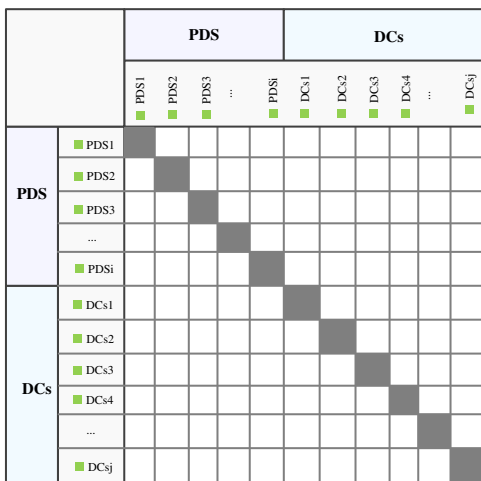 PDS DCs
PDS1 PDS2 PDS3 ... PDSi DCs1 DCs2 DCs3 DCs4 ... DCsj
PDS
PDS1
PDS2
PDS3
...
PDSi
DCs
DCs1
DCs2
DCs3
DCs4
...
DCsj